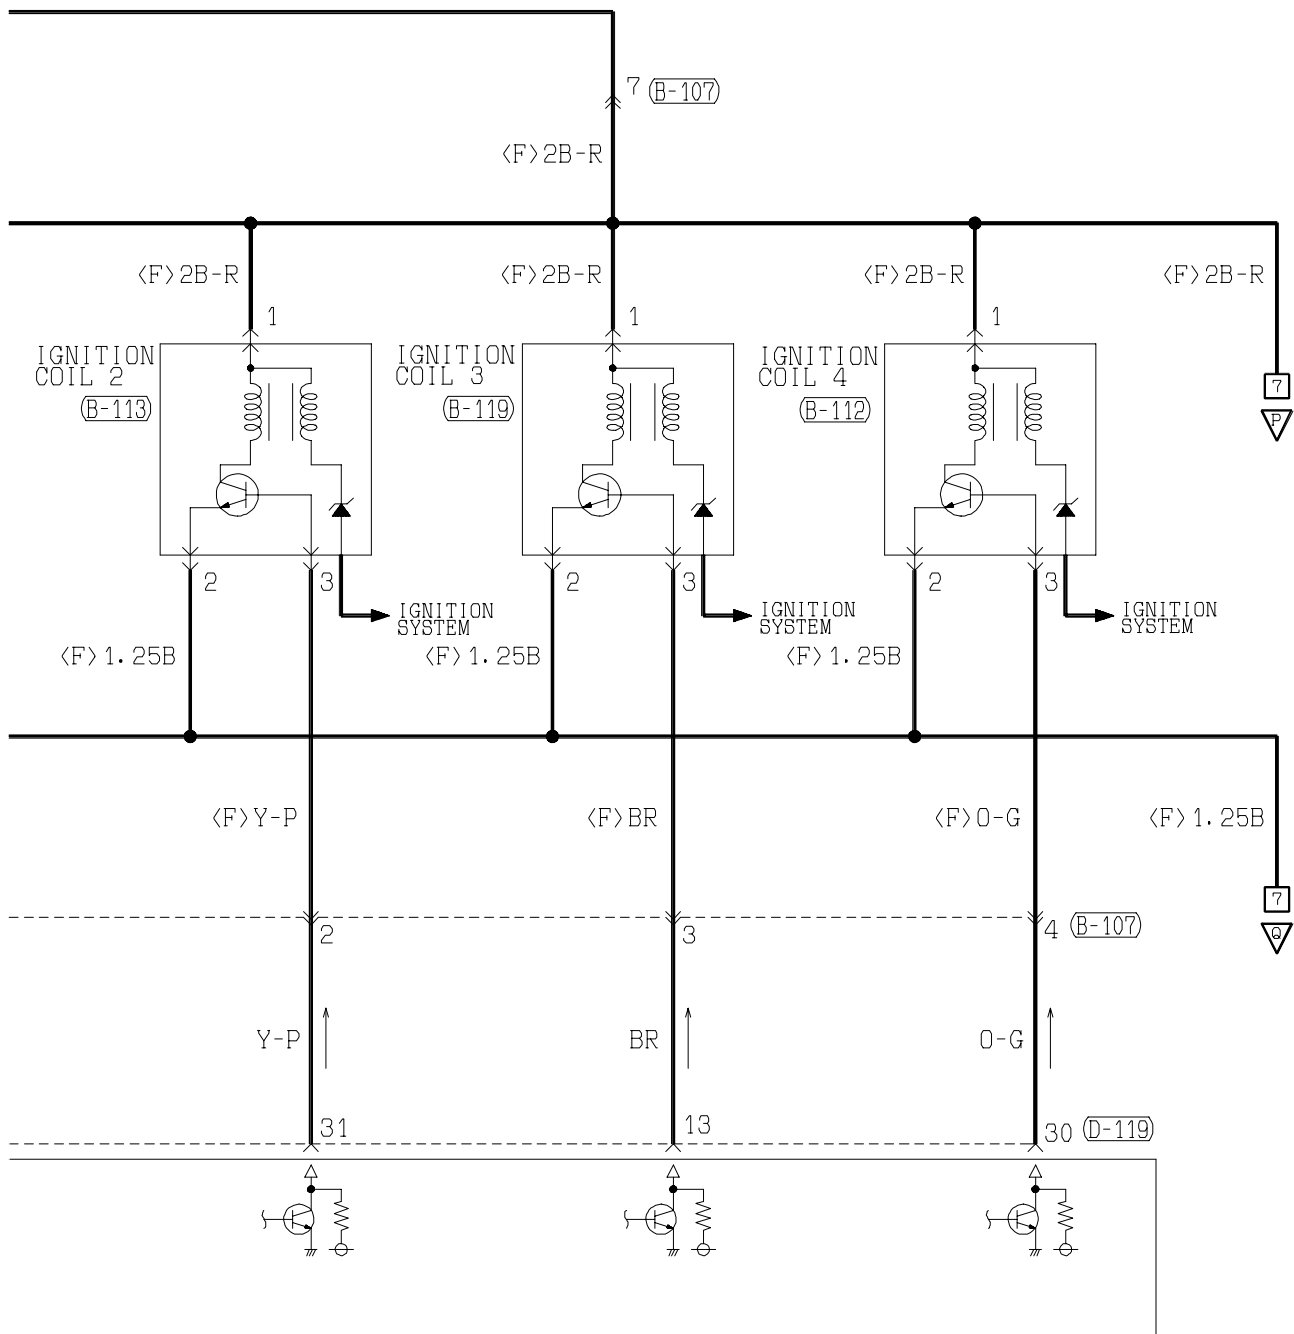 7 (B-107)
〈F〉2B-R
〈F〉2B-R 〈F〉2B-R 〈F〉2B-R 〈F〉2B-R
1 1 1
IGNITION
COIL 2
(B-113)
IGNITION
COIL 3
(B-119)
IGNITION
COIL 4
(B-112)
7
P
2 3 2 3 2 3
IGNITION
SYSTEM
IGNITION
SYSTEM
IGNITION
SYSTEM
〈F〉1.25B 〈F〉1.25B 〈F〉1.25B
〈F〉Y-P 〈F〉BR 〈F〉O-G 〈F〉1.25B
7
Q
2 3 4 (B-107)
Y-P BR O-G
31 13 30 (D-119)